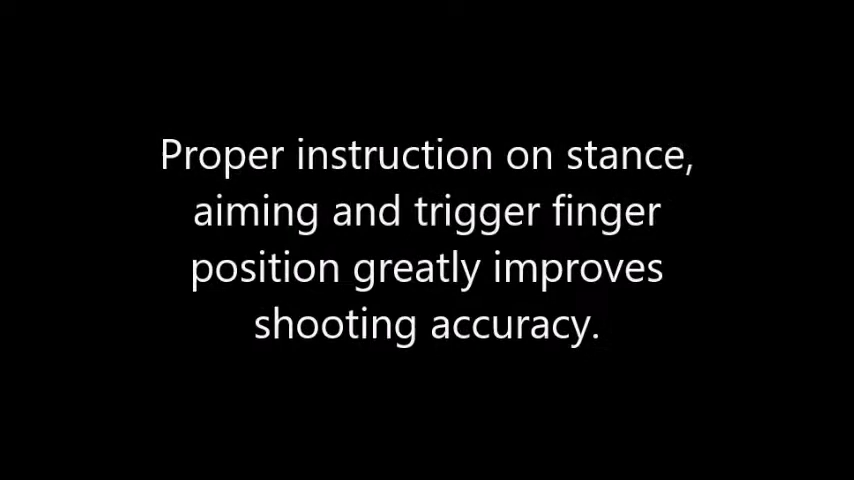 Proper instruction on stance,
aiming and trigger finger
position greatly improves
shooting accuracy.